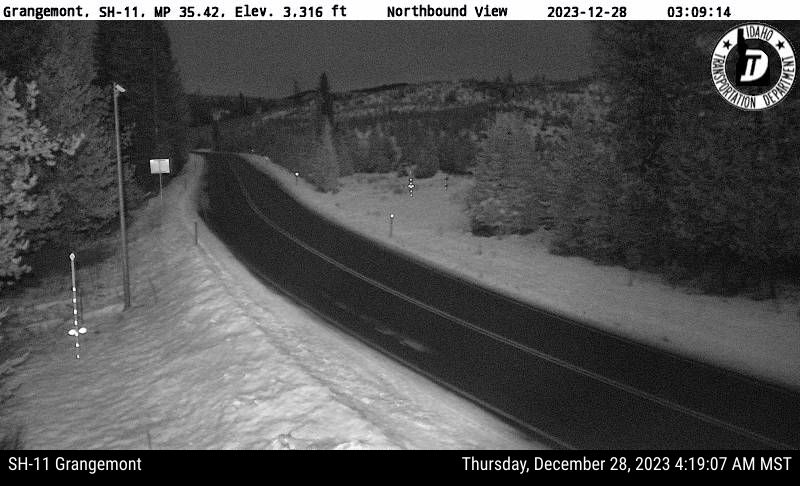 Grangemont, SH-11, MP 35.42, Elev. 3,316 ft Northbound View 2023-12-28 03:09:14
IDAHO
TRANSPORTATION DEPARTMENT
SH-11 Grangemont Thursday, December 28, 2023 4:19:07 AM MST